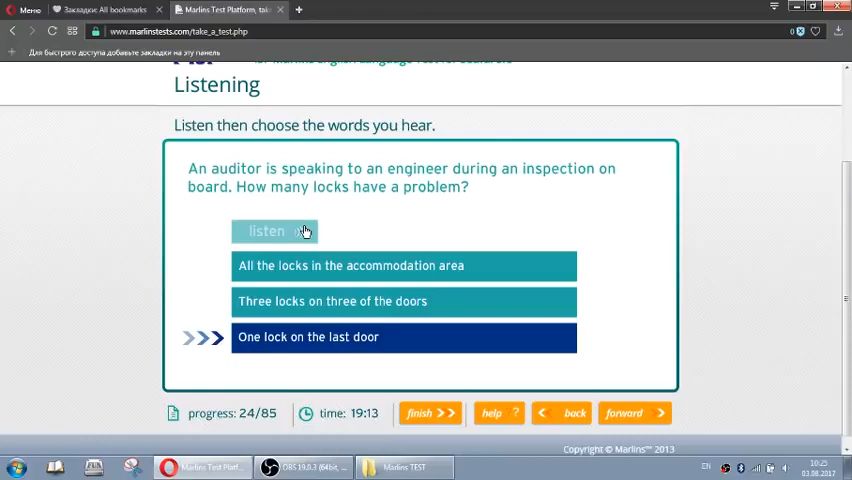 Меню
Закладки: All bookmarks
Marlins Test Platform, take
www.marlinstests.com/take_a_test.php
0
Для быстрого доступа добавьте закладки на эту панель
Listening
Listen then choose the words you hear.
An auditor is speaking to an engineer during an inspection on
board. How many locks have a problem?
listen
All the locks in the accommodation area
Three locks on three of the doors
One lock on the last door
progress: 24/85
time: 19:13
finish
help ?
back
forward
Copyright © Marlins™ 2013
Marlins Test Platf...
OBS 19.0.3 (64bit, ...
Marlins TEST
EN
10:25
03.08.2017